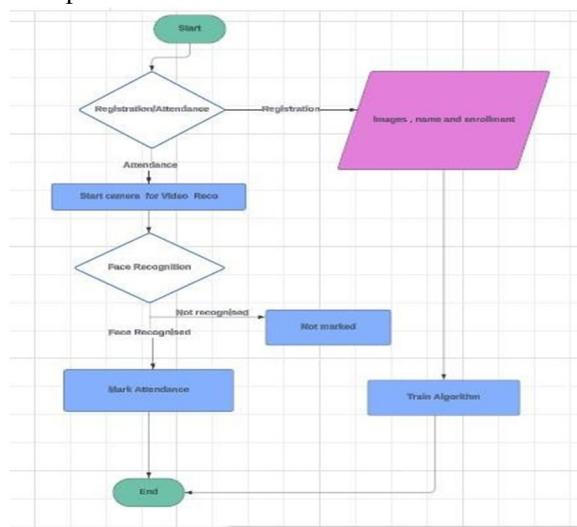 Start
Registration/Attendance
Registration
Images , name and enrollment
Attendance
Start camera for Video Reco
Face Recognition
Not recognised
Not marked
Face Recognised
Mark Attendance
Train Algorithm
End